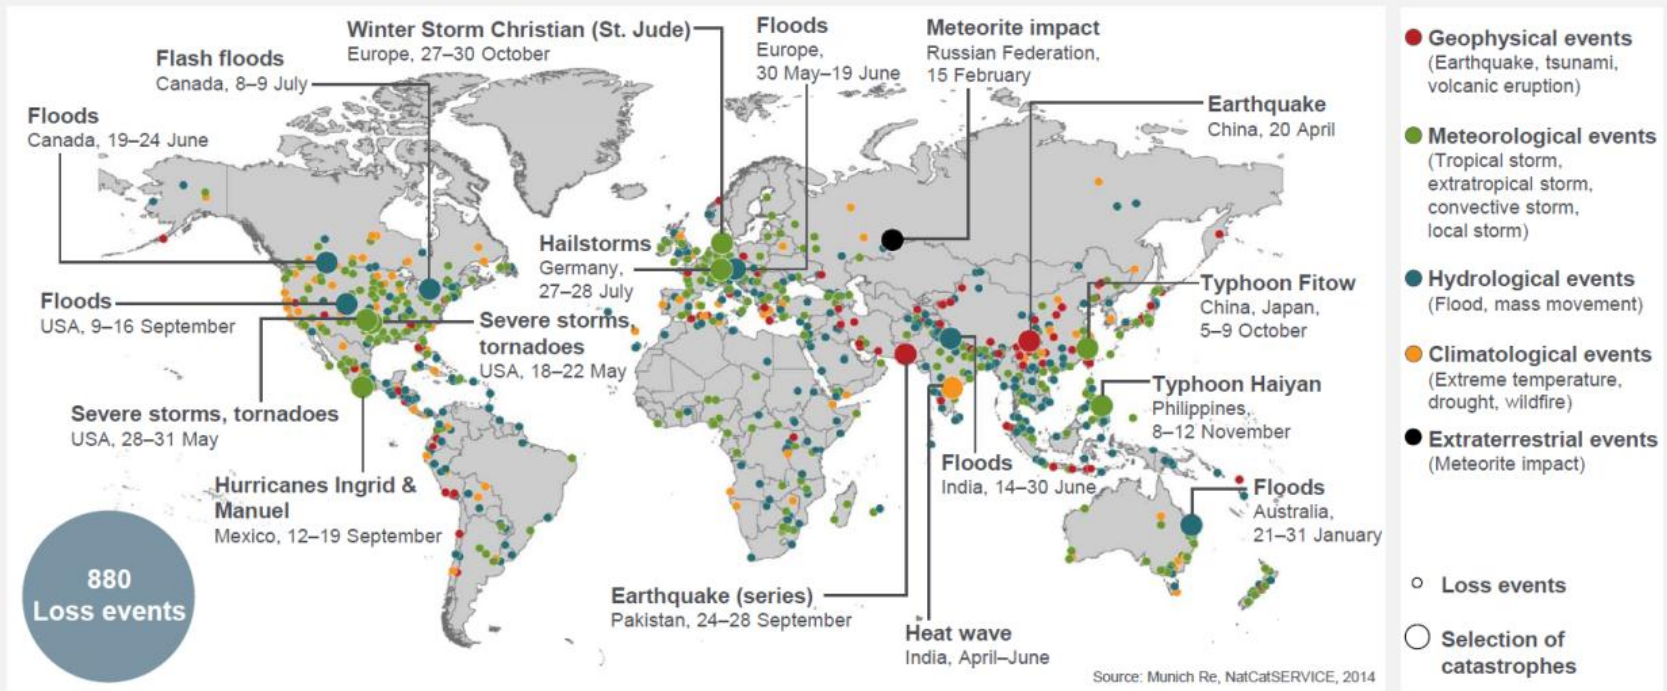 Winter Storm Christian (St. Jude)
Europe, 27–30 October
Floods
Europe,
30 May–19 June
Meteorite impact
Russian Federation,
15 February
Flash floods
Canada, 8–9 July
Earthquake
China, 20 April
Floods
Canada, 19–24 June
Hailstorms
Germany,
27–28 July
Typhoon Fitow
China, Japan,
5–9 October
Floods
USA, 9–16 September
Severe storms,
tornadoes
USA, 18–22 May
Typhoon Haiyan
Philippines,
8–12 November
Severe storms, tornadoes
USA, 28–31 May
Floods
India, 14–30 June
Hurricanes Ingrid &
Manuel
Mexico, 12–19 September
Floods
Australia,
21–31 January
880
Loss events
Earthquake (series)
Pakistan, 24–28 September
Heat wave
India, April–June
Source: Munich Re, NatCatSERVICE, 2014
Geophysical events
(Earthquake, tsunami,
volcanic eruption)
Meteorological events
(Tropical storm,
extratropical storm,
convective storm,
local storm)
Hydrological events
(Flood, mass movement)
Climatological events
(Extreme temperature,
drought, wildfire)
Extraterrestrial events
(Meteorite impact)
Loss events
Selection of
catastrophes